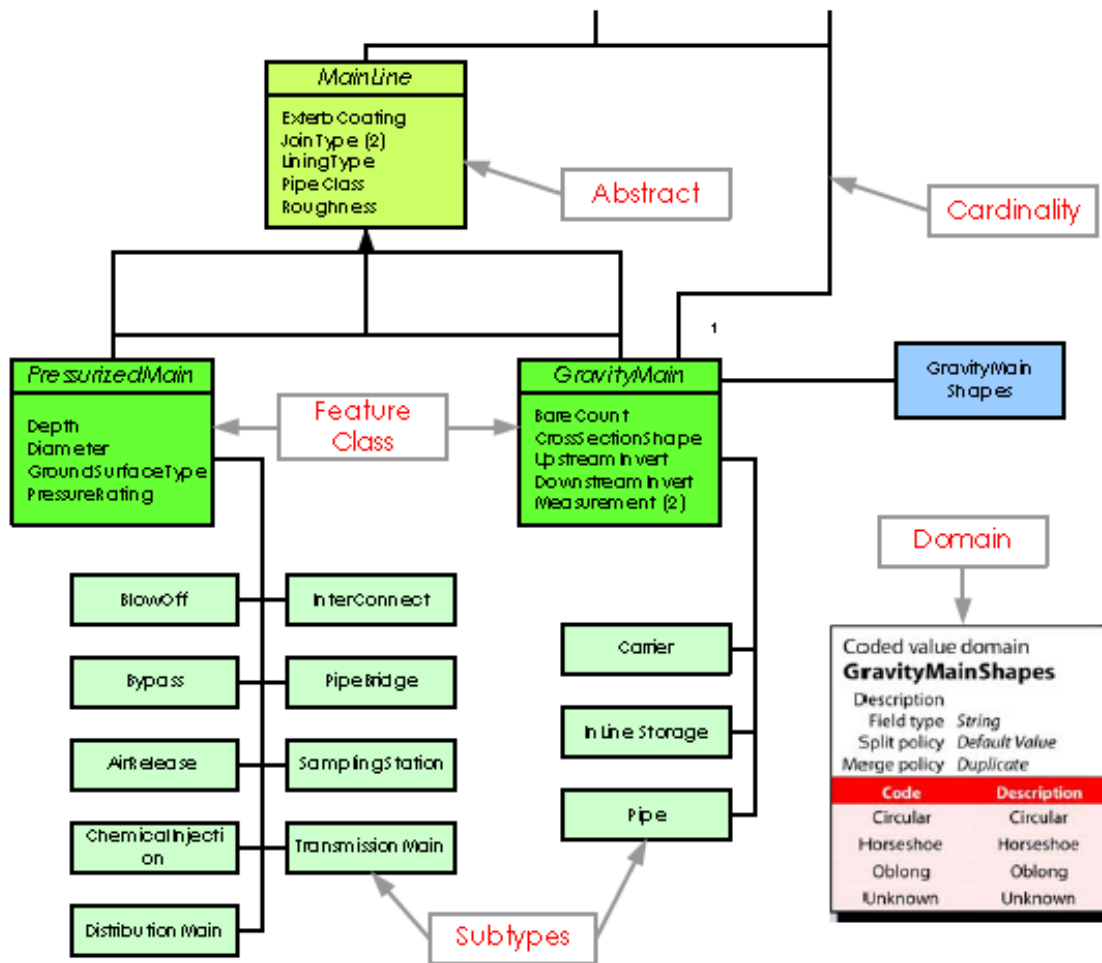 MainLine
Exterb Coating
JoinType (2)
LiningType
PipeClass
Roughness
Abstract
Cardinality
1
PressurizedMain
Depth
Diameter
GroundSurfaceType
PressureRating
Feature
Class
GravityMain
BareCount
CrossSectionShape
UpstreamInvert
DownstreamInvert
Measurement (2)
GravityMain
Shapes
Domain
BlowOff
InterConnect
Bypass
PipeBridge
AirRelease
SamplingStation
ChemicalInjecti
on
Transmission Main
Distribution Main
Carrier
InLine Storage
Pipe
Subtypes
Coded value domain
GravityMainShapes
Description
Field type String
Split policy Default Value
Merge policy Duplicate
Code Description
Circular Circular
Horseshoe Horseshoe
Oblong Oblong
Unknown Unknown